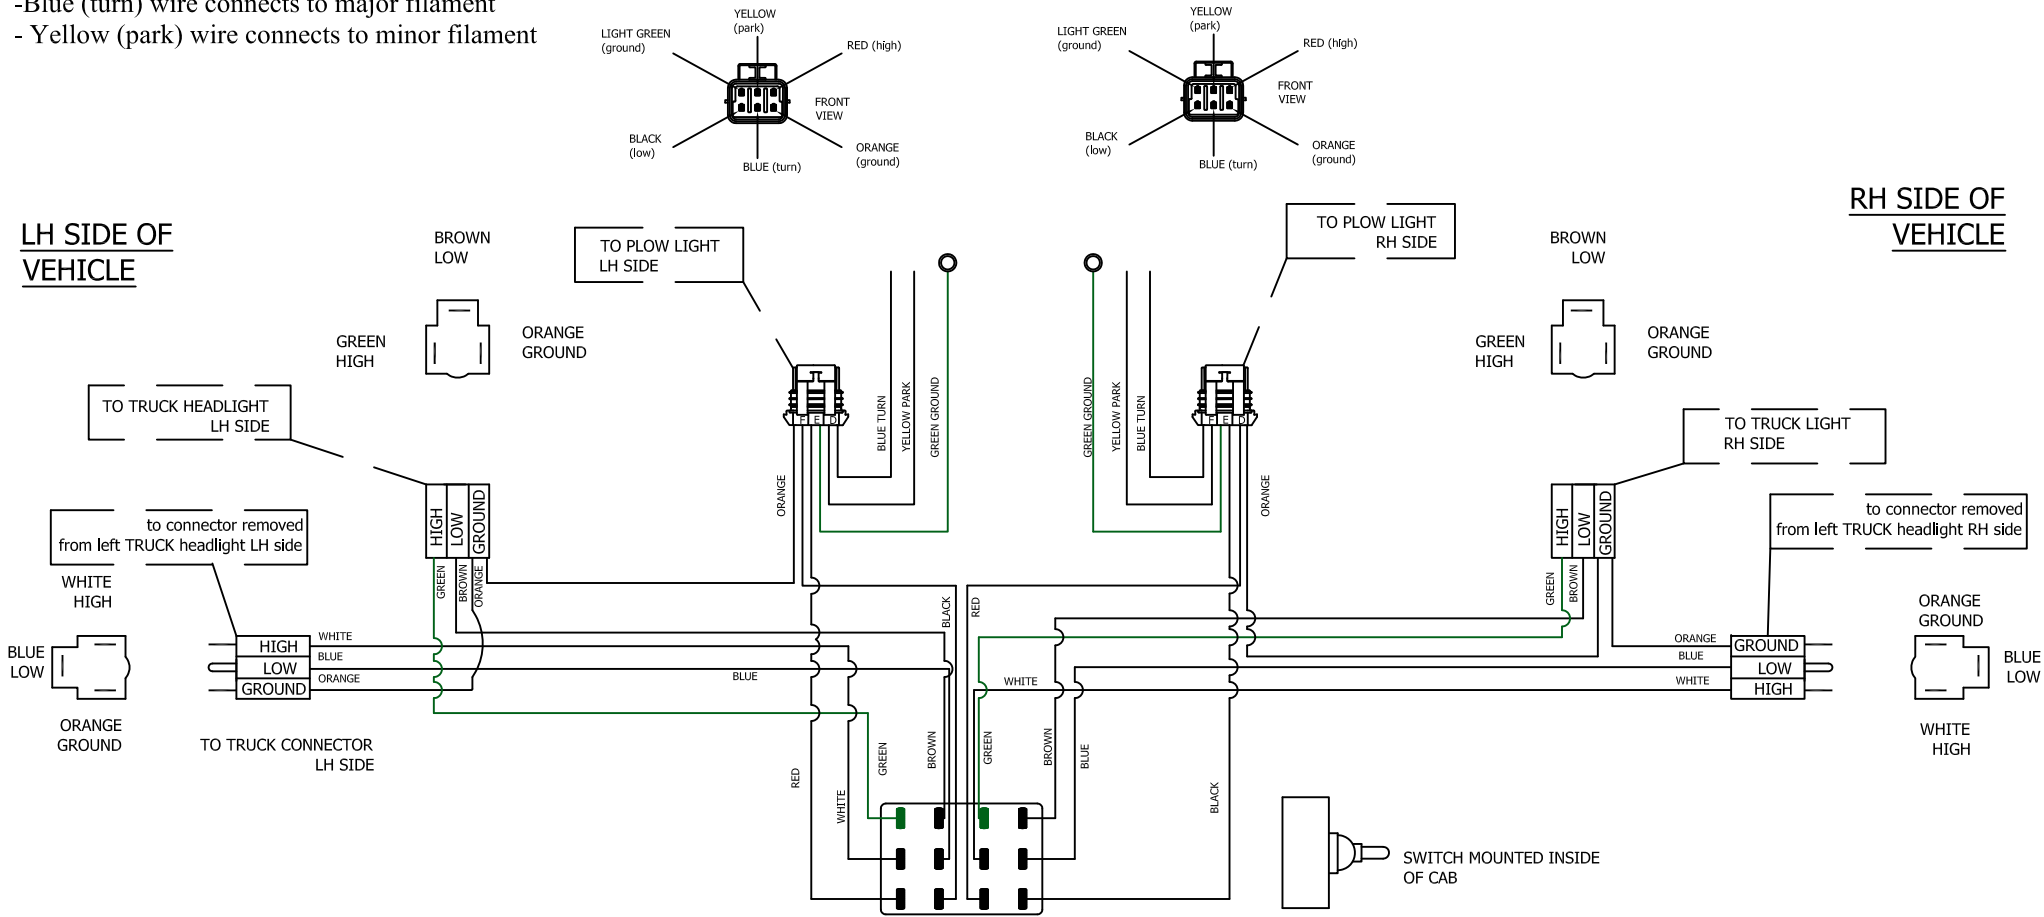 -Blue (turn) wire connects to major filament
- Yellow (park) wire connects to minor filament
YELLOW
(park)
LIGHT GREEN
(ground)
RED (high)
FRONT
VIEW
BLACK
(low)
BLUE (turn)
ORANGE
(ground)
YELLOW
(park)
LIGHT GREEN
(ground)
RED (high)
FRONT
VIEW
BLACK
(low)
BLUE (turn)
ORANGE
(ground)
LH SIDE OF
VEHICLE
RH SIDE OF
VEHICLE
BROWN
LOW
GREEN
HIGH
ORANGE
GROUND
TO PLOW LIGHT
LH SIDE
TO PLOW LIGHT
RH SIDE
BROWN
LOW
GREEN
HIGH
ORANGE
GROUND
TO TRUCK HEADLIGHT
LH SIDE
TO TRUCK LIGHT
RH SIDE
F E D
F E D
ORANGE
BLUE TURN
YELLOW PARK
GREEN GROUND
GREEN GROUND
YELLOW PARK
BLUE TURN
ORANGE
HIGH
LOW
GROUND
HIGH
LOW
GROUND
to connector removed
from left TRUCK headlight LH side
to connector removed
from left TRUCK headlight RH side
GREEN
BROWN
ORANGE
BLACK
RED
GREEN
BROWN
WHITE
HIGH
BLUE
LOW
ORANGE
GROUND
HIGH
LOW
GROUND
WHITE
BLUE
ORANGE
BLUE
WHITE
ORANGE
BLUE
WHITE
GROUND
LOW
HIGH
ORANGE
GROUND
BLUE
LOW
WHITE
HIGH
TO TRUCK CONNECTOR
LH SIDE
RED
WHITE
GREEN
BROWN
GREEN
BROWN
BLUE
BLACK
SWITCH MOUNTED INSIDE
OF CAB